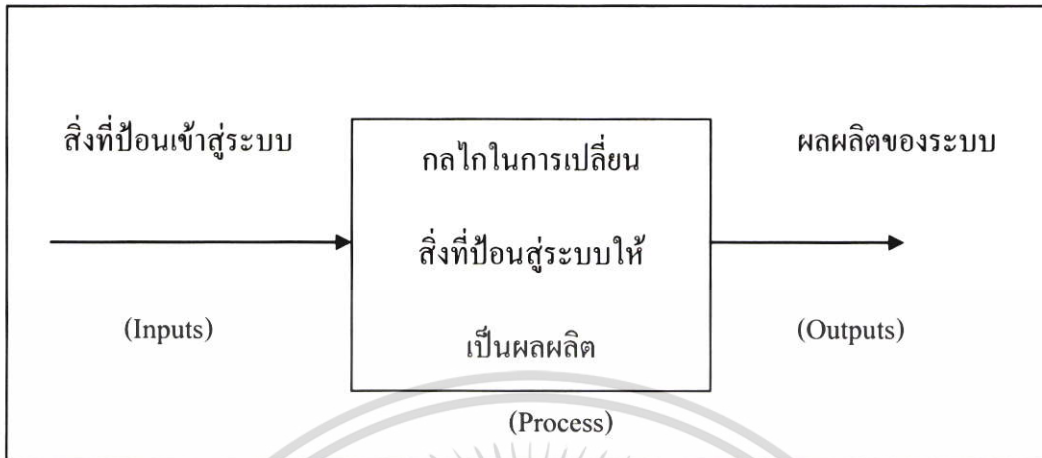 สิ่งที่ป้อนเข้าสู่ระบบ
(Inputs)
กลไกในการเปลี่ยน
สิ่งที่ป้อนสู่ระบบให้
เป็นผลผลิต
(Process)
ผลผลิตของระบบ
(Outputs)